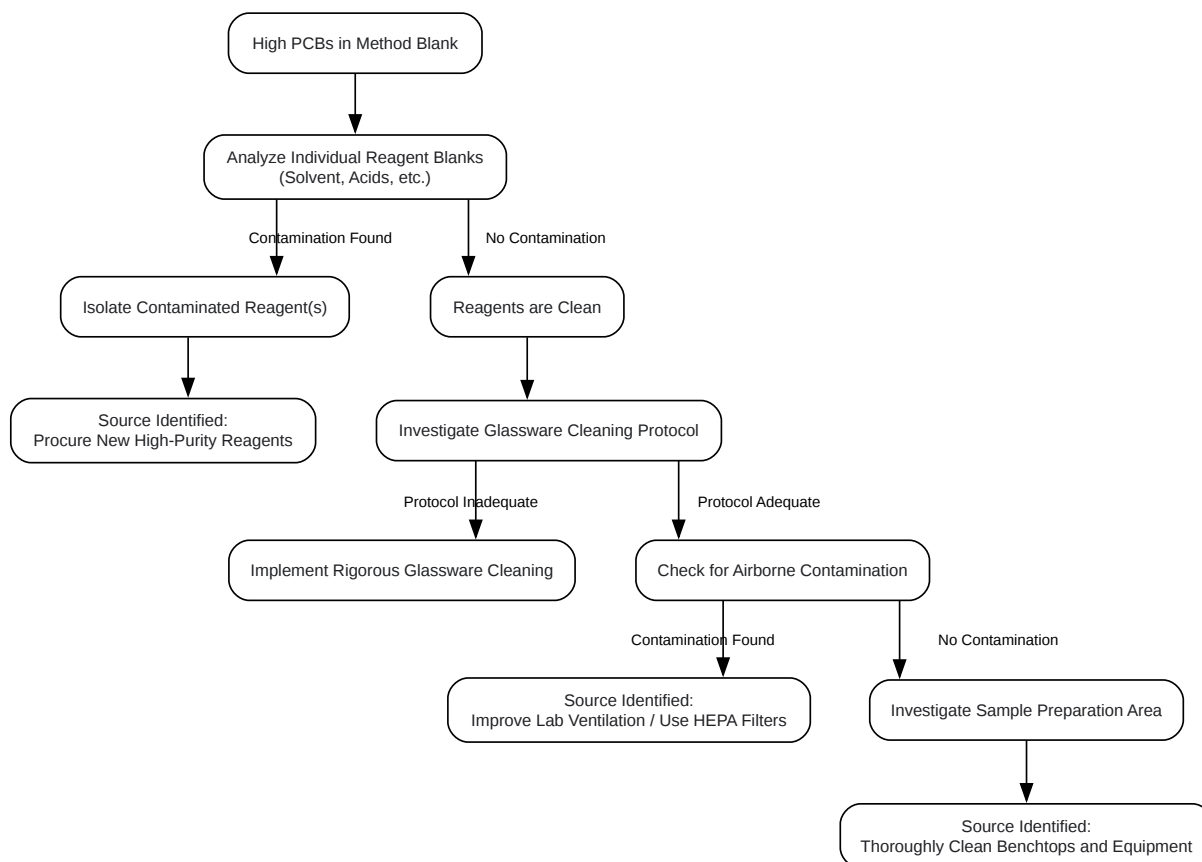 High PCBs in Method Blank
Analyze Individual Reagent Blanks
(Solvent, Acids, etc.)
Contamination Found
No Contamination
Isolate Contaminated Reagent(s)
Reagents are Clean
Source Identified:
Procure New High-Purity Reagents
Investigate Glassware Cleaning Protocol
Protocol Inadequate
Protocol Adequate
Implement Rigorous Glassware Cleaning
Check for Airborne Contamination
Contamination Found
No Contamination
Source Identified:
Improve Lab Ventilation / Use HEPA Filters
Investigate Sample Preparation Area
Source Identified:
Thoroughly Clean Benchtops and Equipment